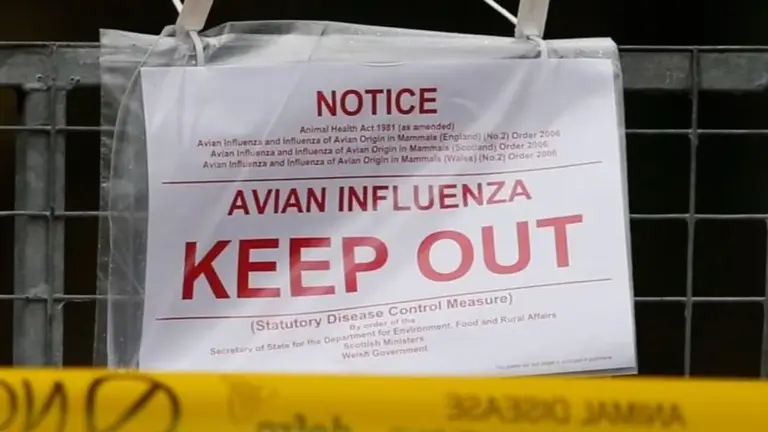 NOTICE
Animal Health Act 1981 (as amended)
Avian Influenza and Influenza of Avian Origin in Mammals (England) (No.2) Order 2006
Avian Influenza and Influenza of Avian Origin in Mammals (Scotland) Order 2006
Avian Influenza and Influenza of Avian Origin in Mammals (Wales) (No.2) Order 2006
AVIAN INFLUENZA
KEEP OUT
(Statutory Disease Control Measure)
By order of the
Secretary of State for the Department for Environment, Food and Rural Affairs
Scottish Ministers
Welsh Government
defra
ANIMAL DISEASE